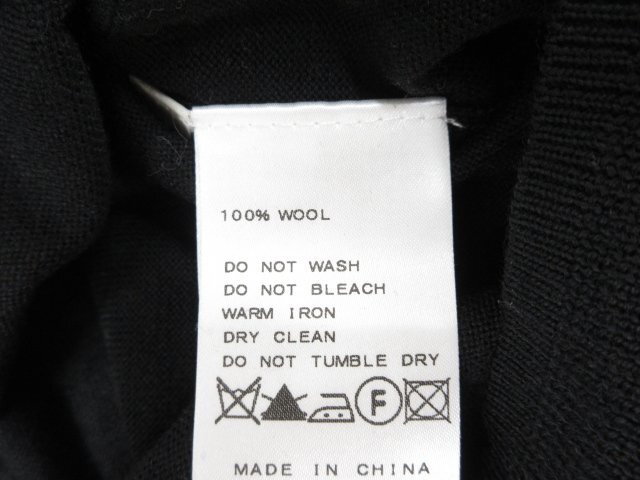 100% WOOL
DO NOT WASH
DO NOT BLEACH
WARM IRON
DRY CLEAN
DO NOT TUMBLE DRY
F
MADE IN CHINA